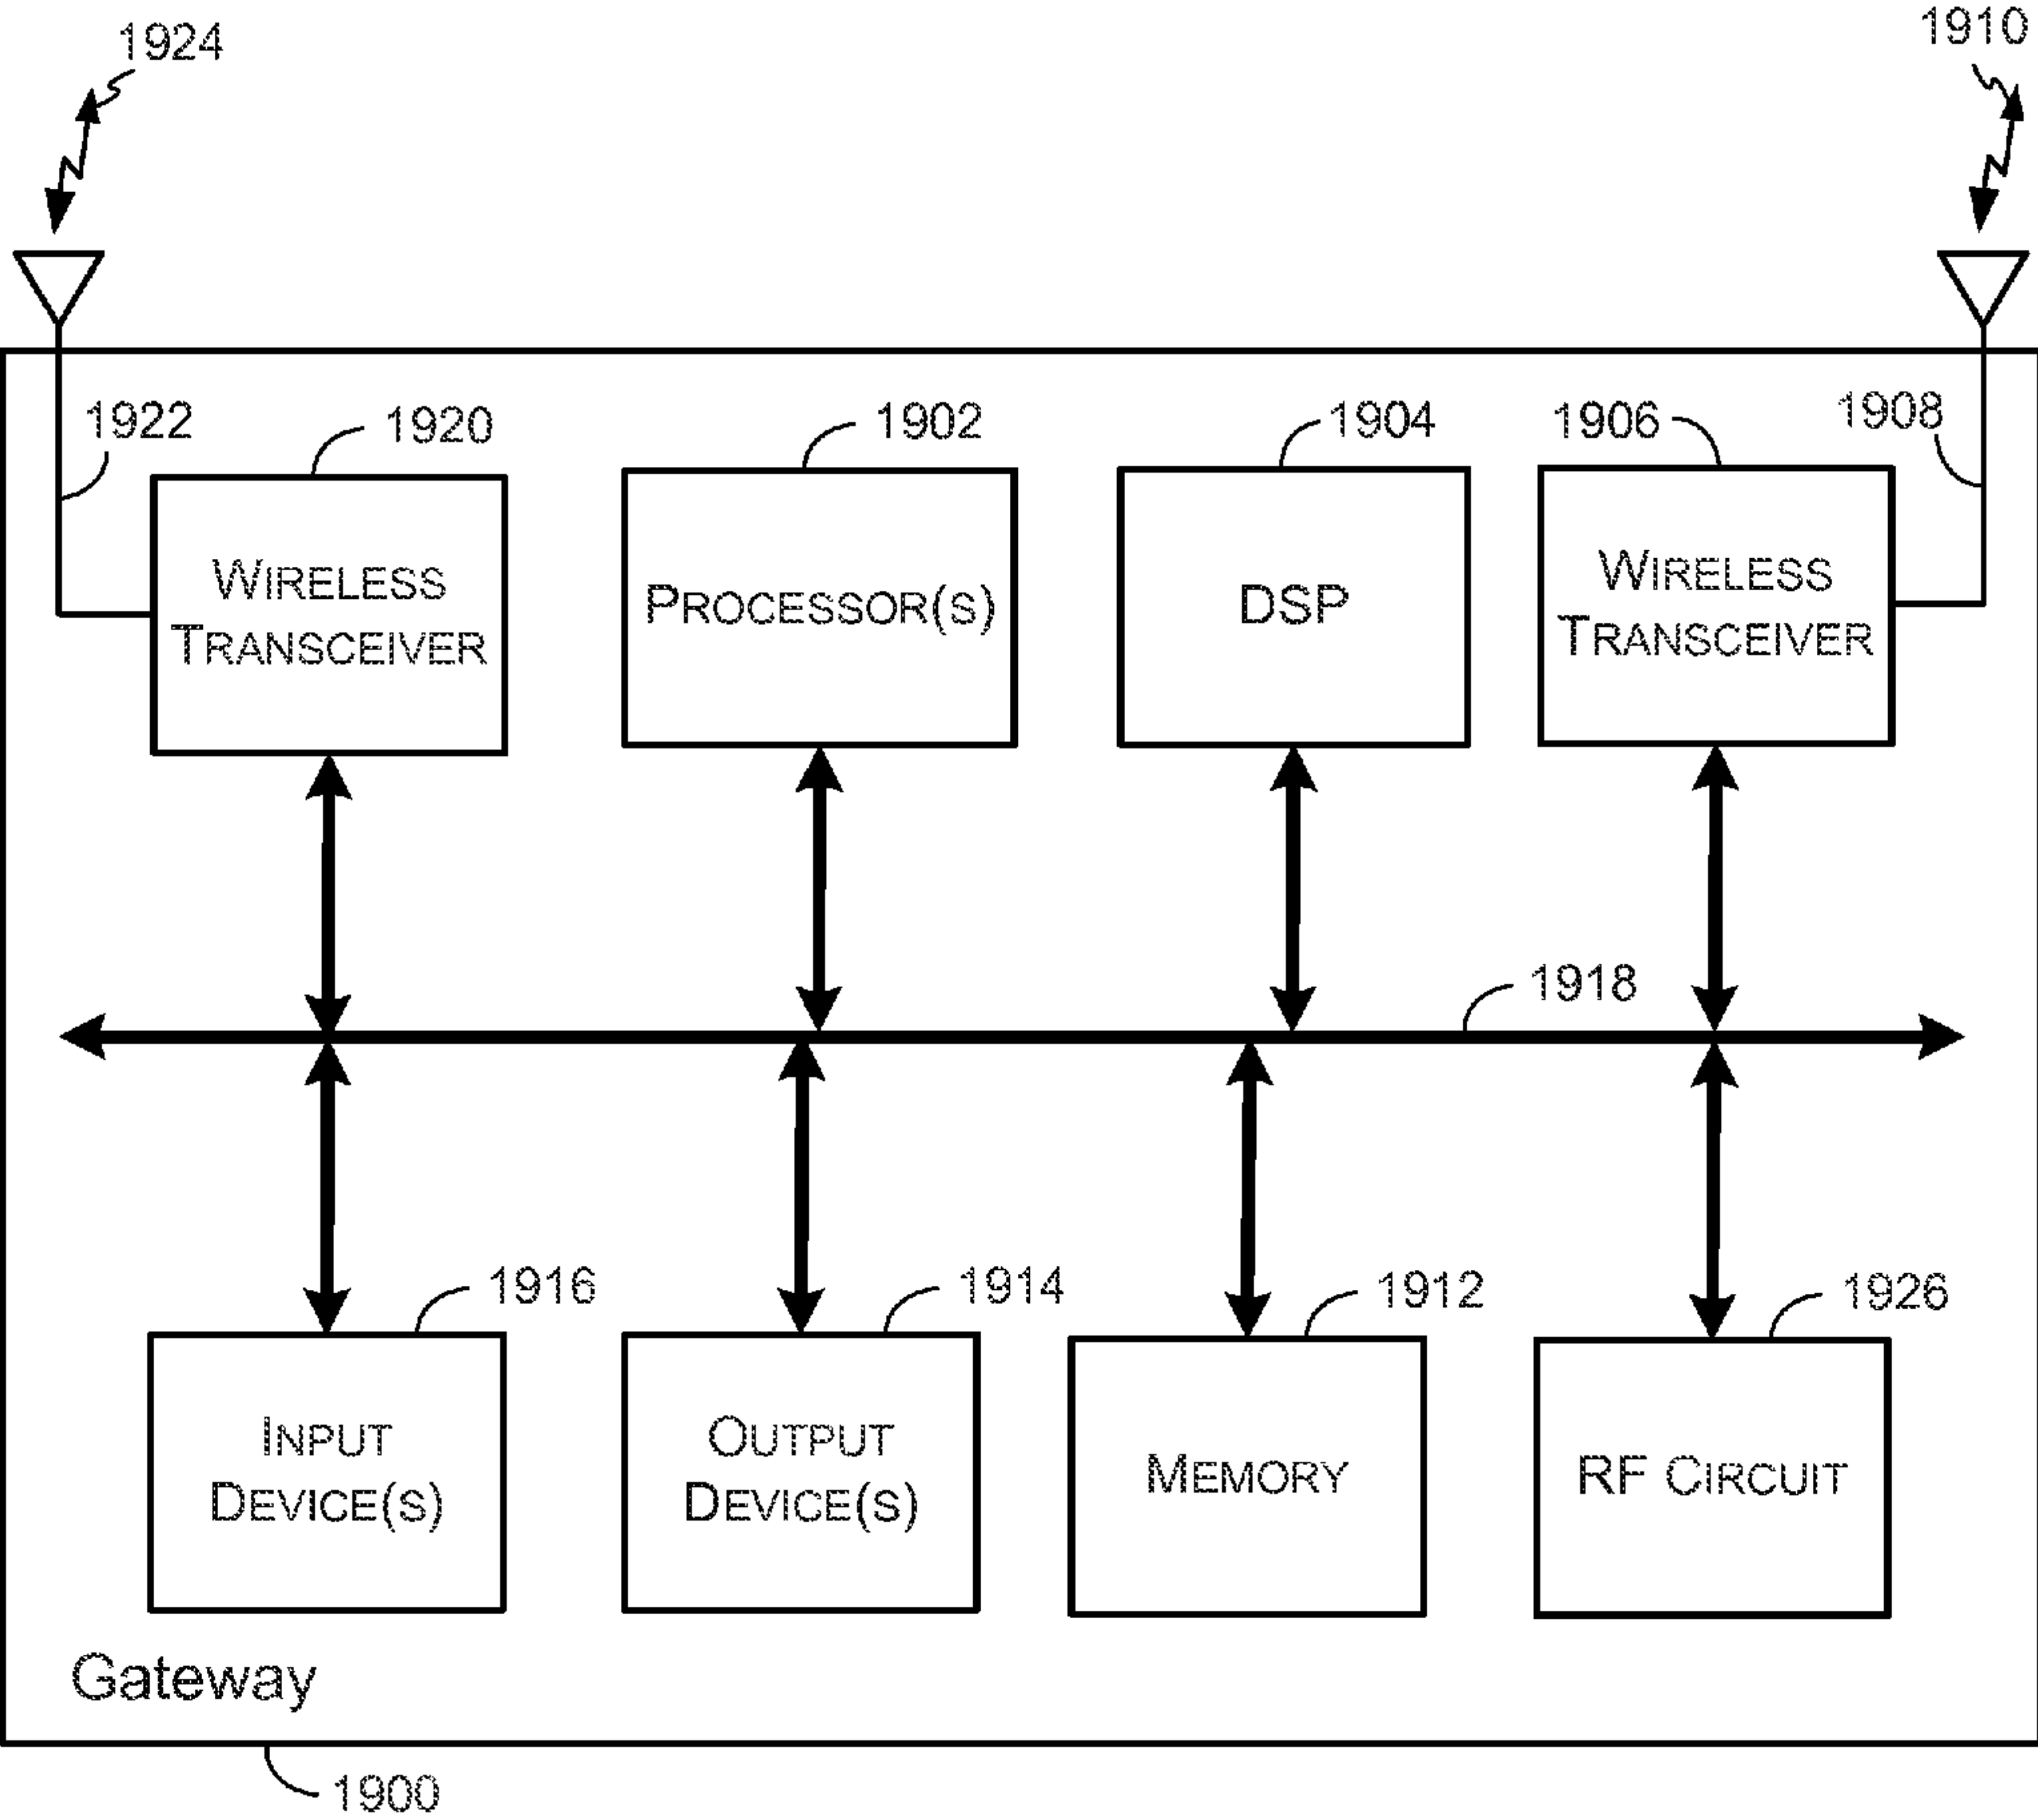 1924
1910
1922
1920
1902
1904
1906
1908
WIRELESS
TRANSCEIVER
PROCESSOR(S)
DSP
WIRELESS
TRANSCEIVER
1918
1916
1914
1912
1926
INPUT
DEVICE(S)
OUTPUT
DEVICE(S)
MEMORY
RF CIRCUIT
Gateway
1900